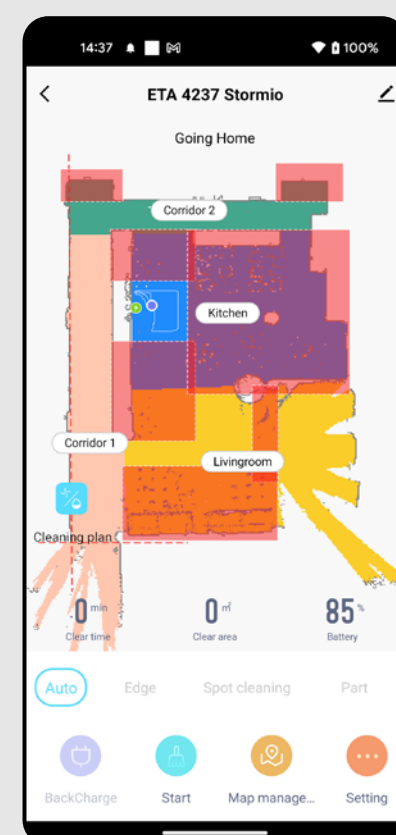 14:37
100%
ETA 4237 Stormio
Going Home
Corridor 2
Kitchen
Corridor 1
Livingroom
Cleaning plan
0 min
0 ㎡
85 %
Clear time
Clear area
Battery
Auto
Edge
Spot cleaning
Part
BackCharge
Start
Map manage...
Setting